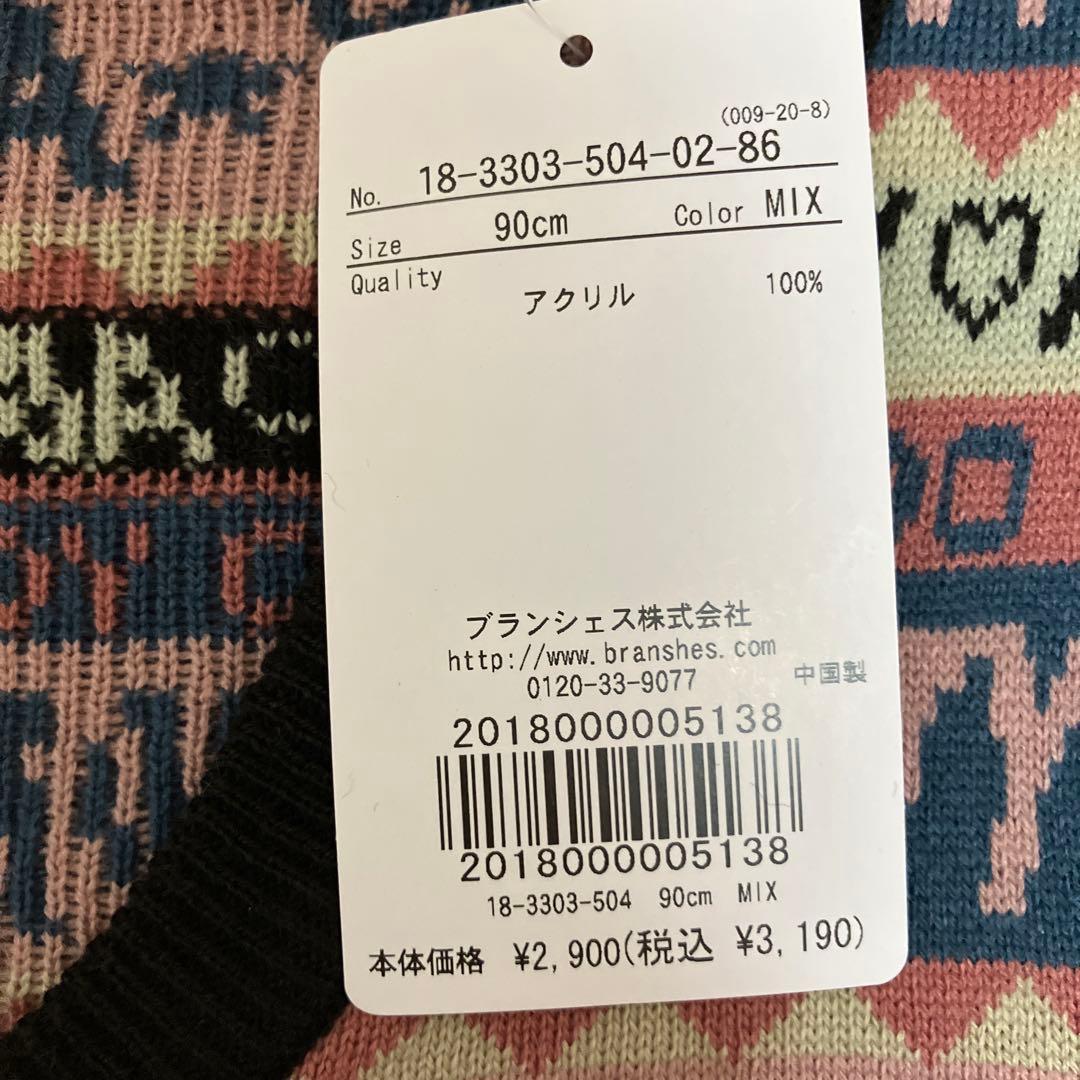 (009-20-8)
No. 18-3303-504-02-86
Size 90cm Color MIX
Quality
アクリル 100%
ブランシェス株式会社
http://www.branshes.com
0120-33-9077 中国製
2018000005138
2018000005138
18-3303-504 90cm MIX
本体価格 ¥2,900(税込 ¥3,190)